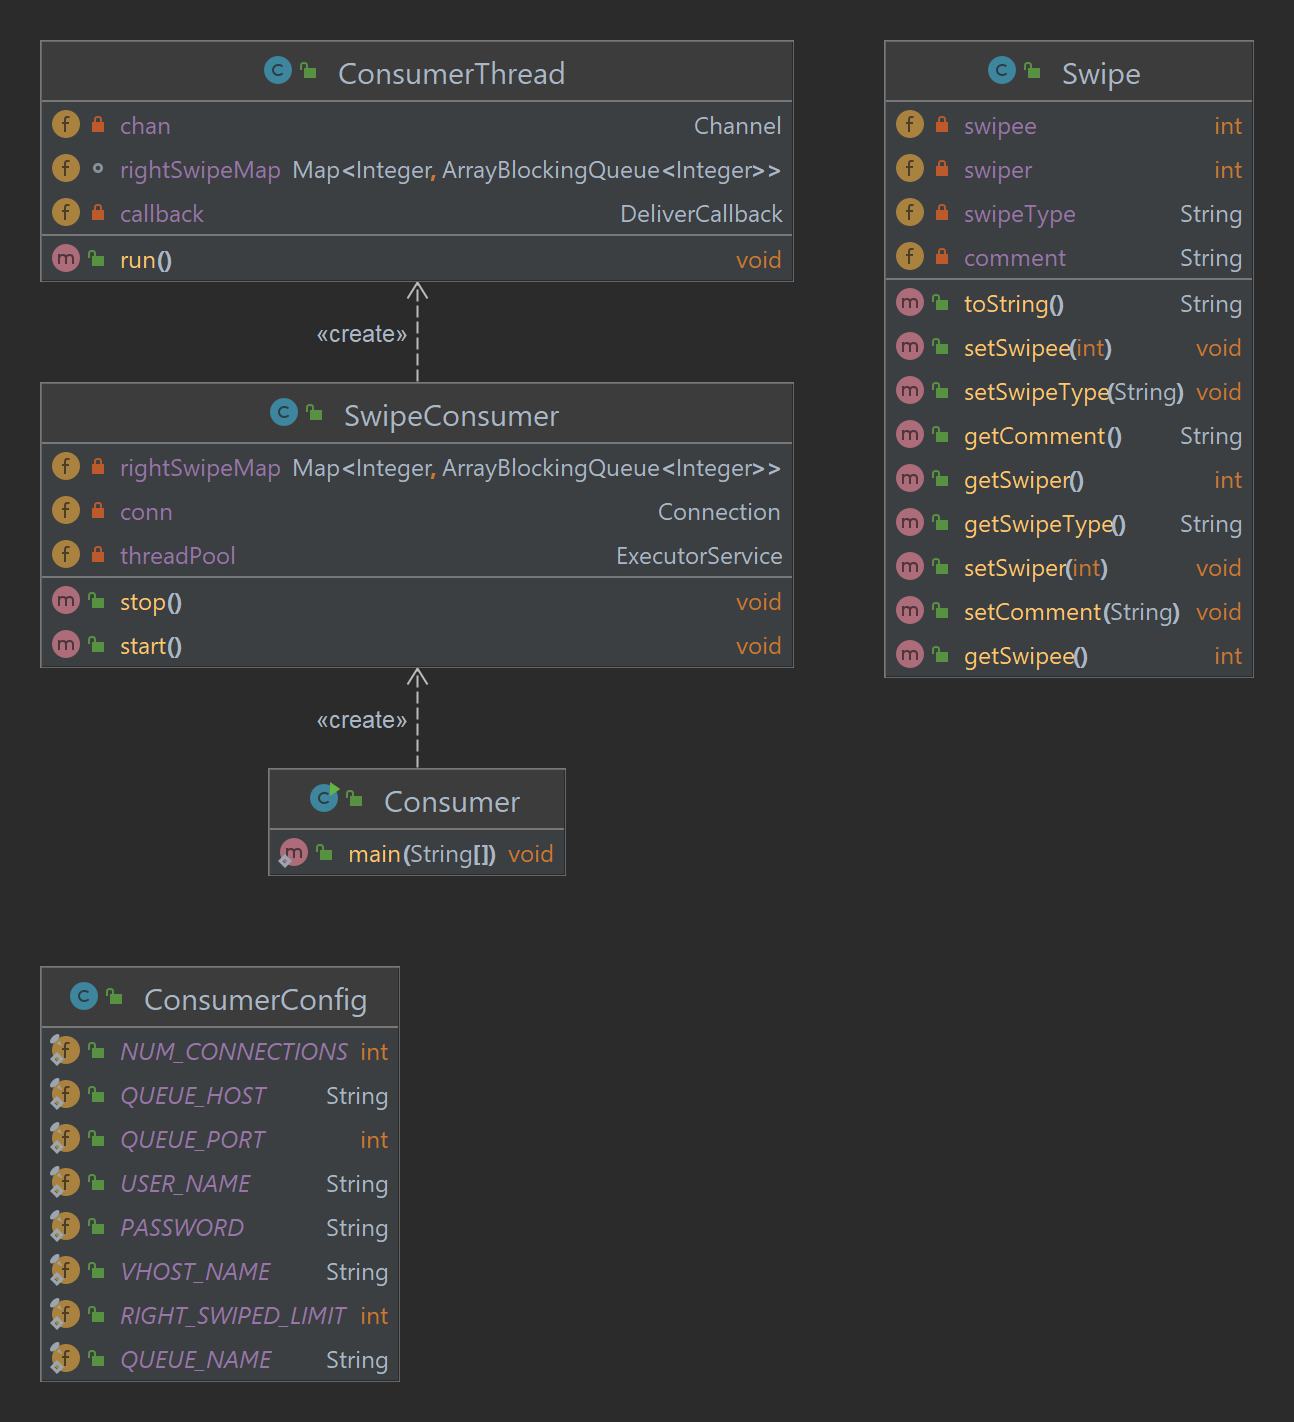 ConsumerThread
chan Channel
rightSwipeMap Map<Integer, ArrayBlockingQueue<Integer>>
callback DeliverCallback
run() void
«create»
SwipeConsumer
rightSwipeMap Map<Integer, ArrayBlockingQueue<Integer>>
conn Connection
threadPool ExecutorService
stop() void
start() void
«create»
Consumer
main(String[]) void
ConsumerConfig
NUM_CONNECTIONS int
QUEUE_HOST String
QUEUE_PORT int
USER_NAME String
PASSWORD String
VHOST_NAME String
RIGHT_SWIPED_LIMIT int
QUEUE_NAME String
Swipe
swipee int
swiper int
swipeType String
comment String
toString() String
setSwipee(int) void
setSwipeType(String) void
getComment() String
getSwiper() int
getSwipeType() String
setSwiper(int) void
setComment(String) void
getSwipee() int